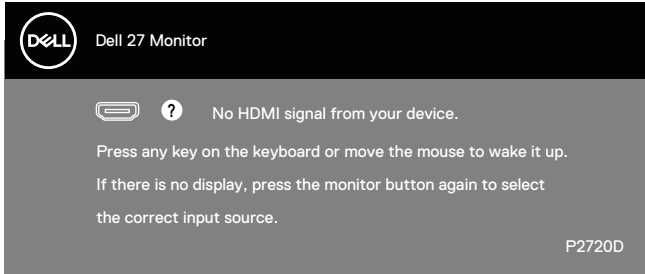 DELL
Dell 27 Monitor
? No HDMI signal from your device.
Press any key on the keyboard or move the mouse to wake it up.
If there is no display, press the monitor button again to select
the correct input source.
P2720D